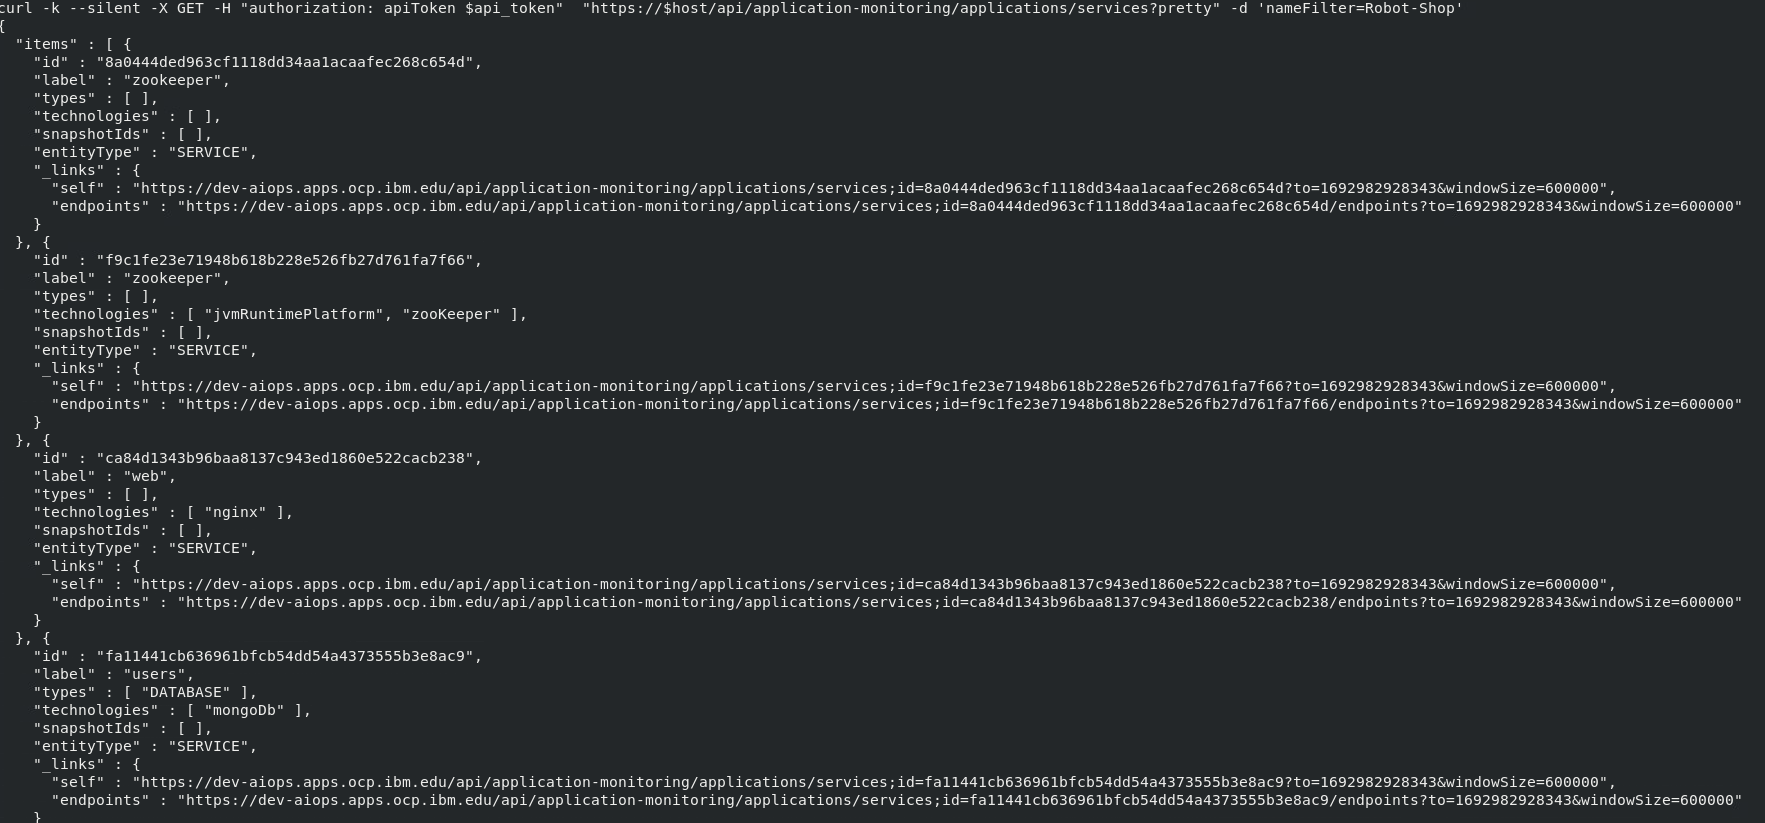 curl -k --silent -X GET -H "authorization: apiToken $api_token"  "https://$host/api/application-monitoring/applications/services?pretty" -d 'nameFilter=Robot-Shop'
{
  "items" : [ {
    "id" : "8a0444ded963cf1118dd34aa1acaafec268c654d",
    "label" : "zookeeper",
    "types" : [ ],
    "technologies" : [ ],
    "snapshotIds" : [ ],
    "entityType" : "SERVICE",
    "_links" : {
      "self" : "https://dev-aiops.apps.ocp.ibm.edu/api/application-monitoring/applications/services;id=8a0444ded963cf1118dd34aa1acaafec268c654d?to=1692982928343&windowSize=600000",
      "endpoints" : "https://dev-aiops.apps.ocp.ibm.edu/api/application-monitoring/applications/services;id=8a0444ded963cf1118dd34aa1acaafec268c654d/endpoints?to=1692982928343&windowSize=600000"
    }
  }, {
    "id" : "f9c1fe23e71948b618b228e526fb27d761fa7f66",
    "label" : "zookeeper",
    "types" : [ ],
    "technologies" : [ "jvmRuntimePlatform", "zooKeeper" ],
    "snapshotIds" : [ ],
    "entityType" : "SERVICE",
    "_links" : {
      "self" : "https://dev-aiops.apps.ocp.ibm.edu/api/application-monitoring/applications/services;id=f9c1fe23e71948b618b228e526fb27d761fa7f66?to=1692982928343&windowSize=600000",
      "endpoints" : "https://dev-aiops.apps.ocp.ibm.edu/api/application-monitoring/applications/services;id=f9c1fe23e71948b618b228e526fb27d761fa7f66/endpoints?to=1692982928343&windowSize=600000"
    }
  }, {
    "id" : "ca84d1343b96baa8137c943ed1860e522cacb238",
    "label" : "web",
    "types" : [ ],
    "technologies" : [ "nginx" ],
    "snapshotIds" : [ ],
    "entityType" : "SERVICE",
    "_links" : {
      "self" : "https://dev-aiops.apps.ocp.ibm.edu/api/application-monitoring/applications/services;id=ca84d1343b96baa8137c943ed1860e522cacb238?to=1692982928343&windowSize=600000",
      "endpoints" : "https://dev-aiops.apps.ocp.ibm.edu/api/application-monitoring/applications/services;id=ca84d1343b96baa8137c943ed1860e522cacb238/endpoints?to=1692982928343&windowSize=600000"
    }
  }, {
    "id" : "fa11441cb636961bfcb54dd54a4373555b3e8ac9",
    "label" : "users",
    "types" : [ "DATABASE" ],
    "technologies" : [ "mongoDb" ],
    "snapshotIds" : [ ],
    "entityType" : "SERVICE",
    "_links" : {
      "self" : "https://dev-aiops.apps.ocp.ibm.edu/api/application-monitoring/applications/services;id=fa11441cb636961bfcb54dd54a4373555b3e8ac9?to=1692982928343&windowSize=600000",
      "endpoints" : "https://dev-aiops.apps.ocp.ibm.edu/api/application-monitoring/applications/services;id=fa11441cb636961bfcb54dd54a4373555b3e8ac9/endpoints?to=1692982928343&windowSize=600000"
    }